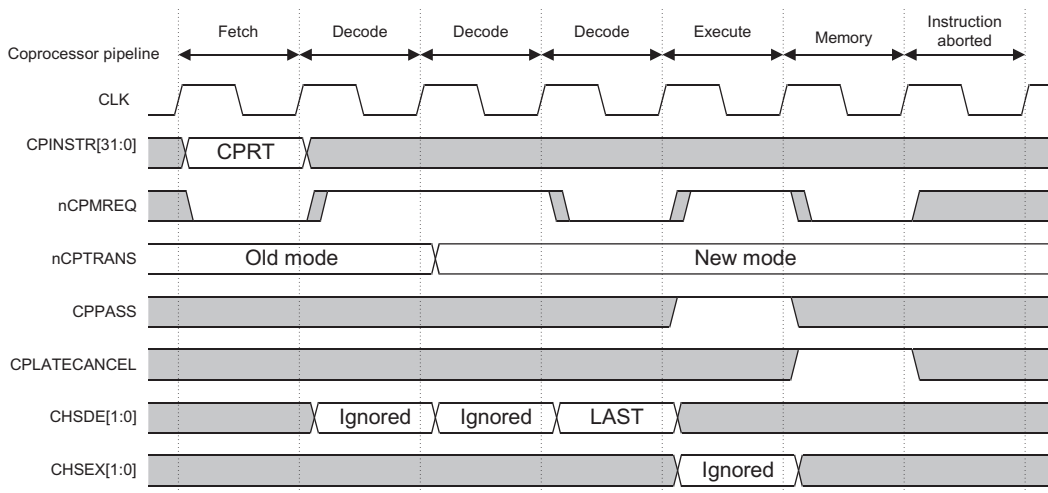 Fetch
Decode
Decode
Decode
Execute
Memory
Instruction
aborted
Coprocessor pipeline
CLK
CPINSTR[31:0]
CPRT
nCPMREQ
nCPTRANS
Old mode
New mode
CPPASS
CPLATECANCEL
CHSDE[1:0]
Ignored
Ignored
LAST
CHSEX[1:0]
Ignored